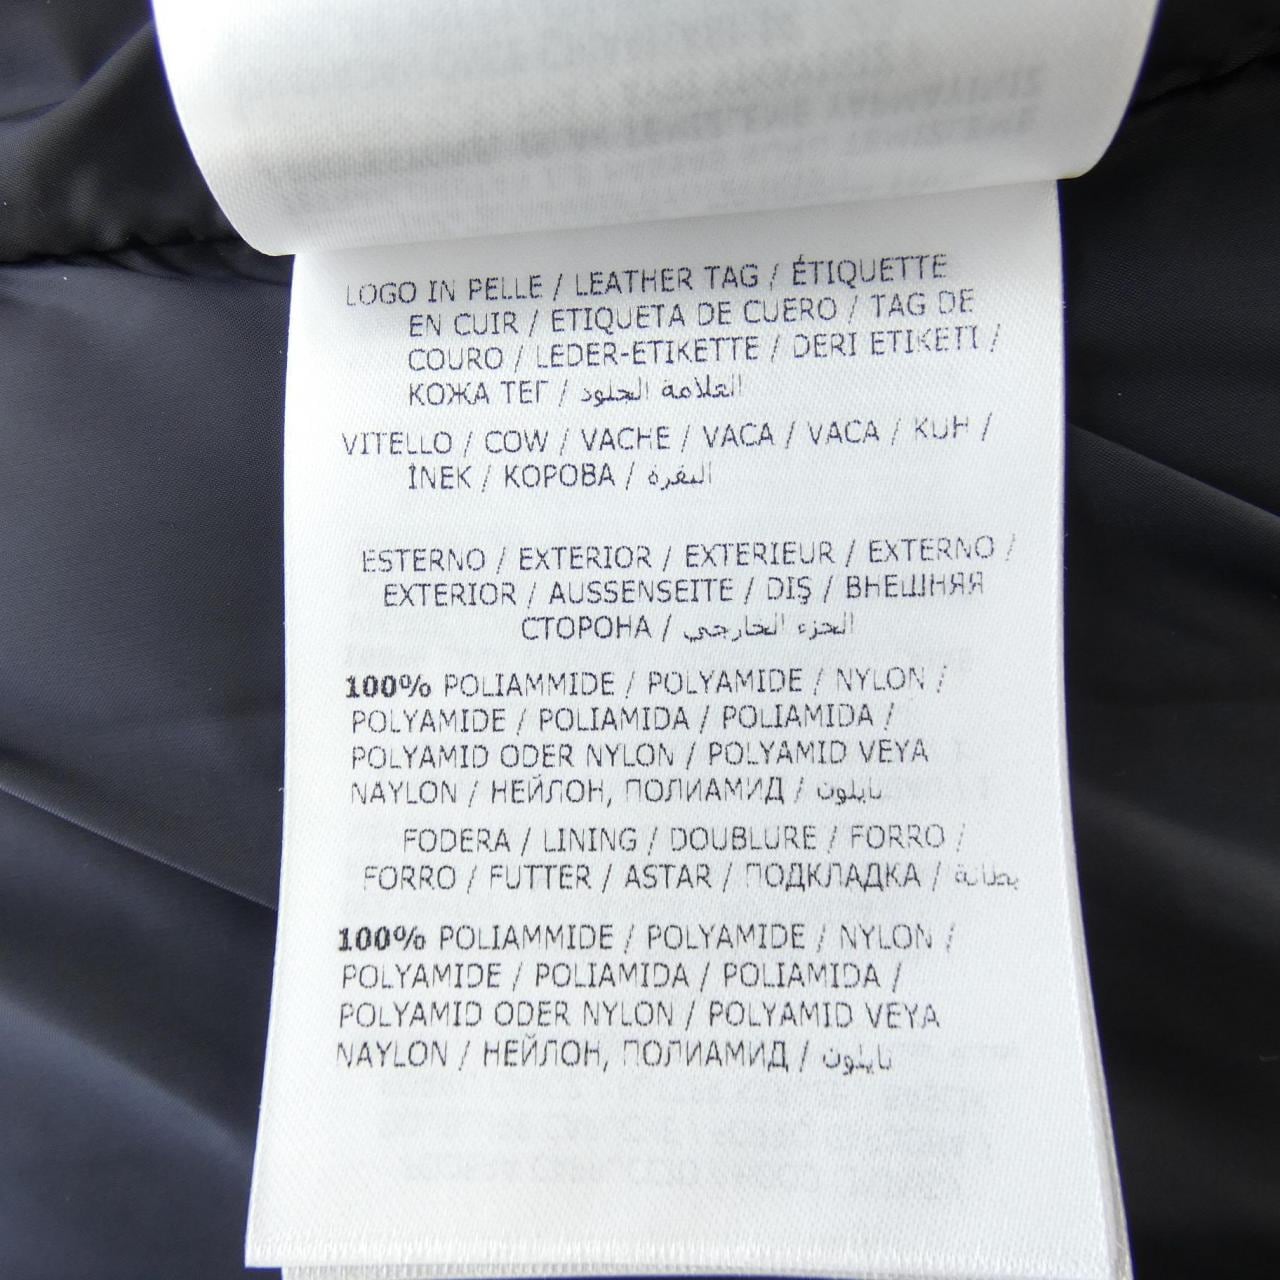 LOGO IN PELLE / LEATHER TAG / ÉTIQUETTE
EN CUIR / ETIQUETA DE CUERO / TAG DE
COURO / LEDER-ETIKETTE / DERI ETIKETI /
КОЖА ТЕГ / العلامة الجلود
VITELLO / COW / VACHE / VACA / VACA / KUH /
İNEK / КОРОВА / البقرة
ESTERNO / EXTERIOR / EXTERIEUR / EXTERNO /
EXTERIOR / AUSSENSEITE / DIŞ / ВНЕШНЯЯ
СТОРОНА / الجزء الخارجي
100% POLIAMMIDE / POLYAMIDE / NYLON /
POLYAMIDE / POLIAMIDA / POLIAMIDA /
POLYAMID ODER NYLON / POLYAMID VEYA
NAYLON / НЕЙЛОН, ПОЛИАМИД / نايلون
FODERA / LINING / DOUBLURE / FORRO /
FORRO / FUTTER / ASTAR / ПОДКЛАДКА / بطانة
100% POLIAMMIDE / POLYAMIDE / NYLON /
POLYAMIDE / POLIAMIDA / POLIAMIDA /
POLYAMID ODER NYLON / POLYAMID VEYA
NAYLON / НЕЙЛОН, ПОЛИАМИД / نايلون